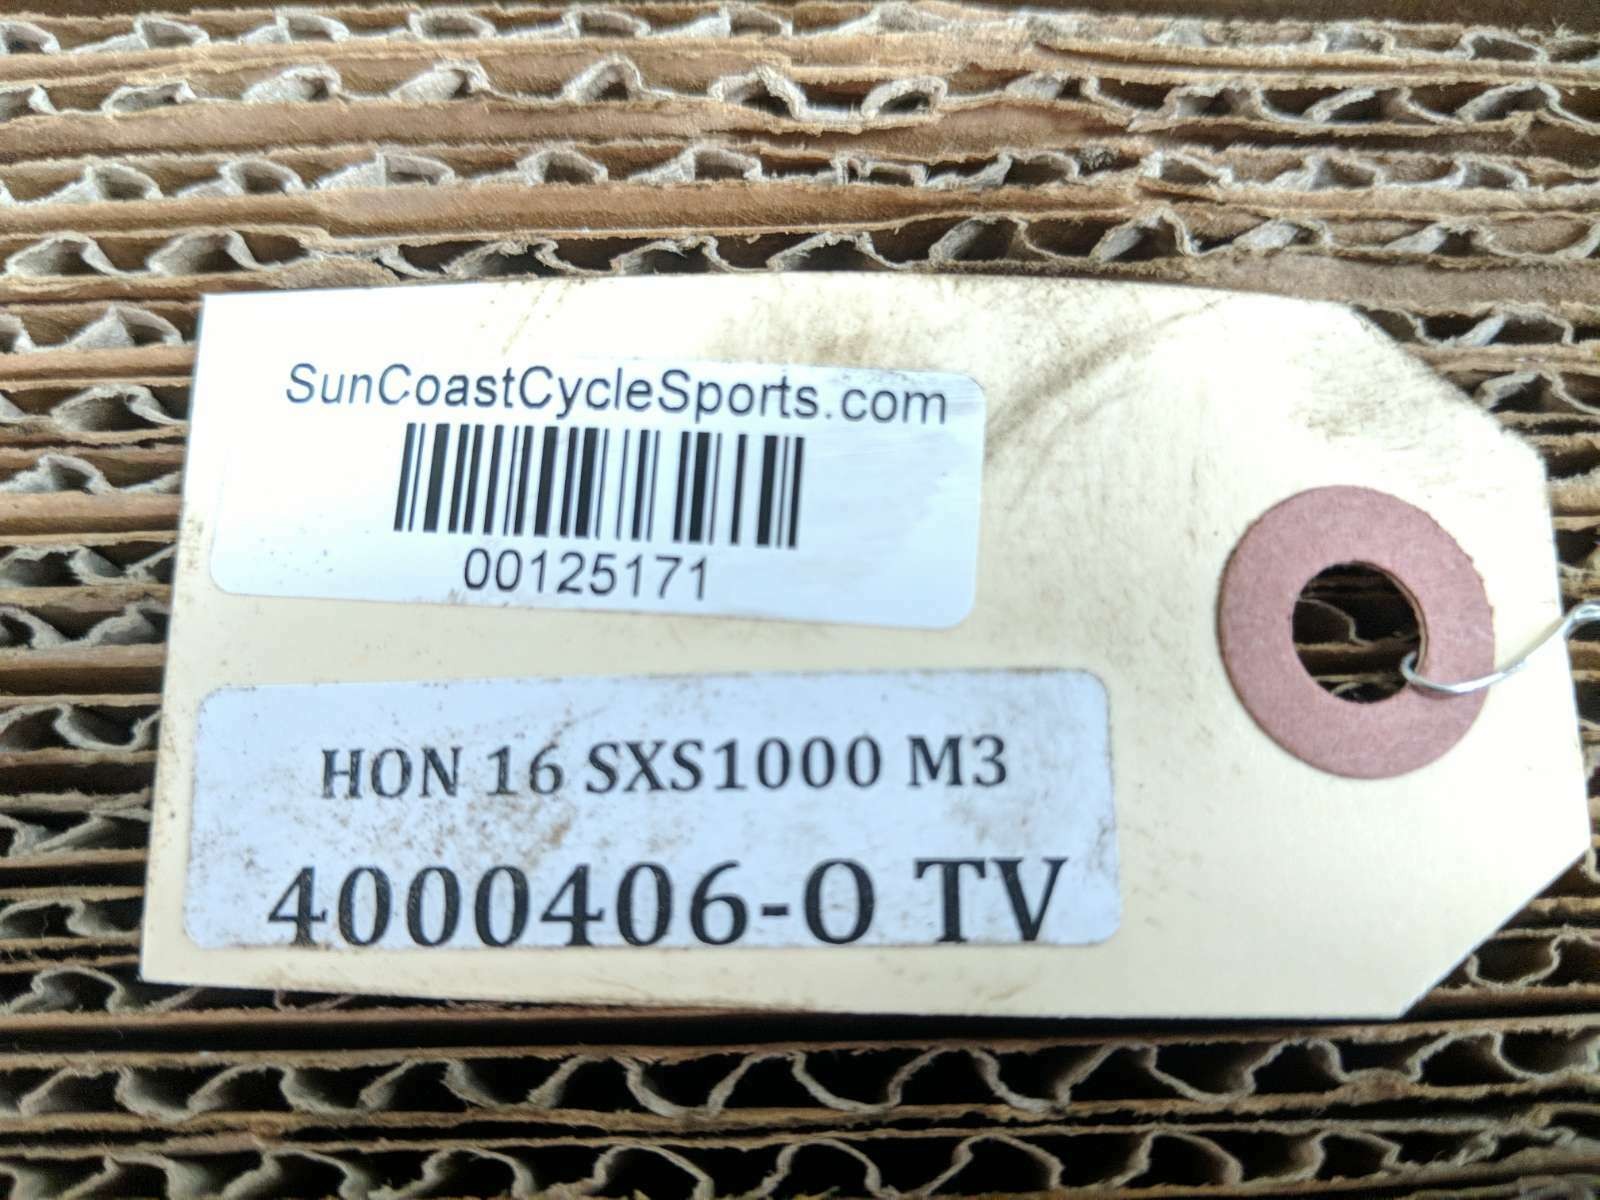 SunCoastCycleSports.com
00125171
HON 16 SXS1000 M3
4000406-O TV